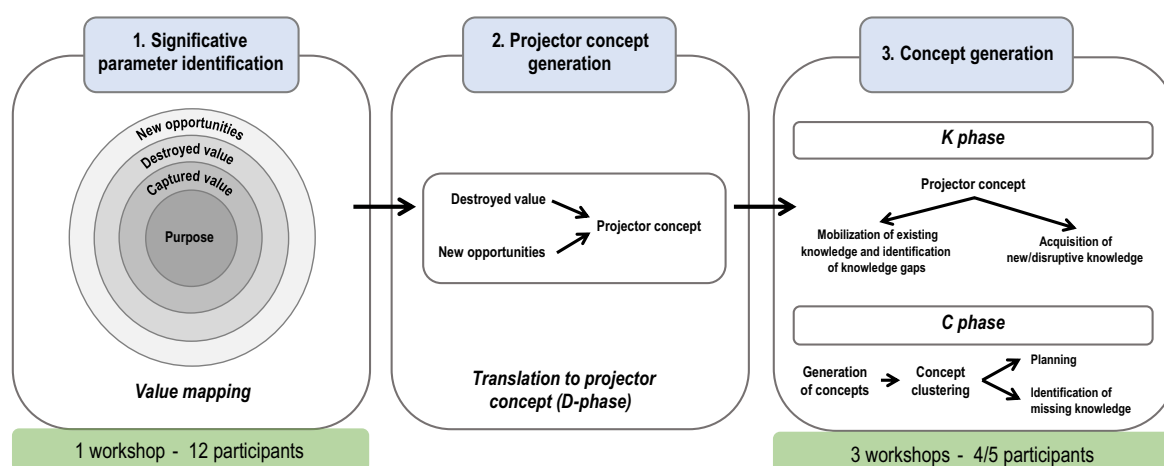 1. Significative
parameter identification
New opportunities
Destroyed value
Captured value
Purpose
Value mapping
1 workshop - 12 participants
2. Projector concept
generation
Destroyed value
New opportunities
Projector concept
Translation to projector
concept (D-phase)
3. Concept generation
K phase
Projector concept
Mobilization of existing
knowledge and identification
of knowledge gaps
Acquisition of
new/disruptive knowledge
C phase
Generation
of concepts
Concept
clustering
Planning
Identification of
missing knowledge
3 workshops - 4/5 participants